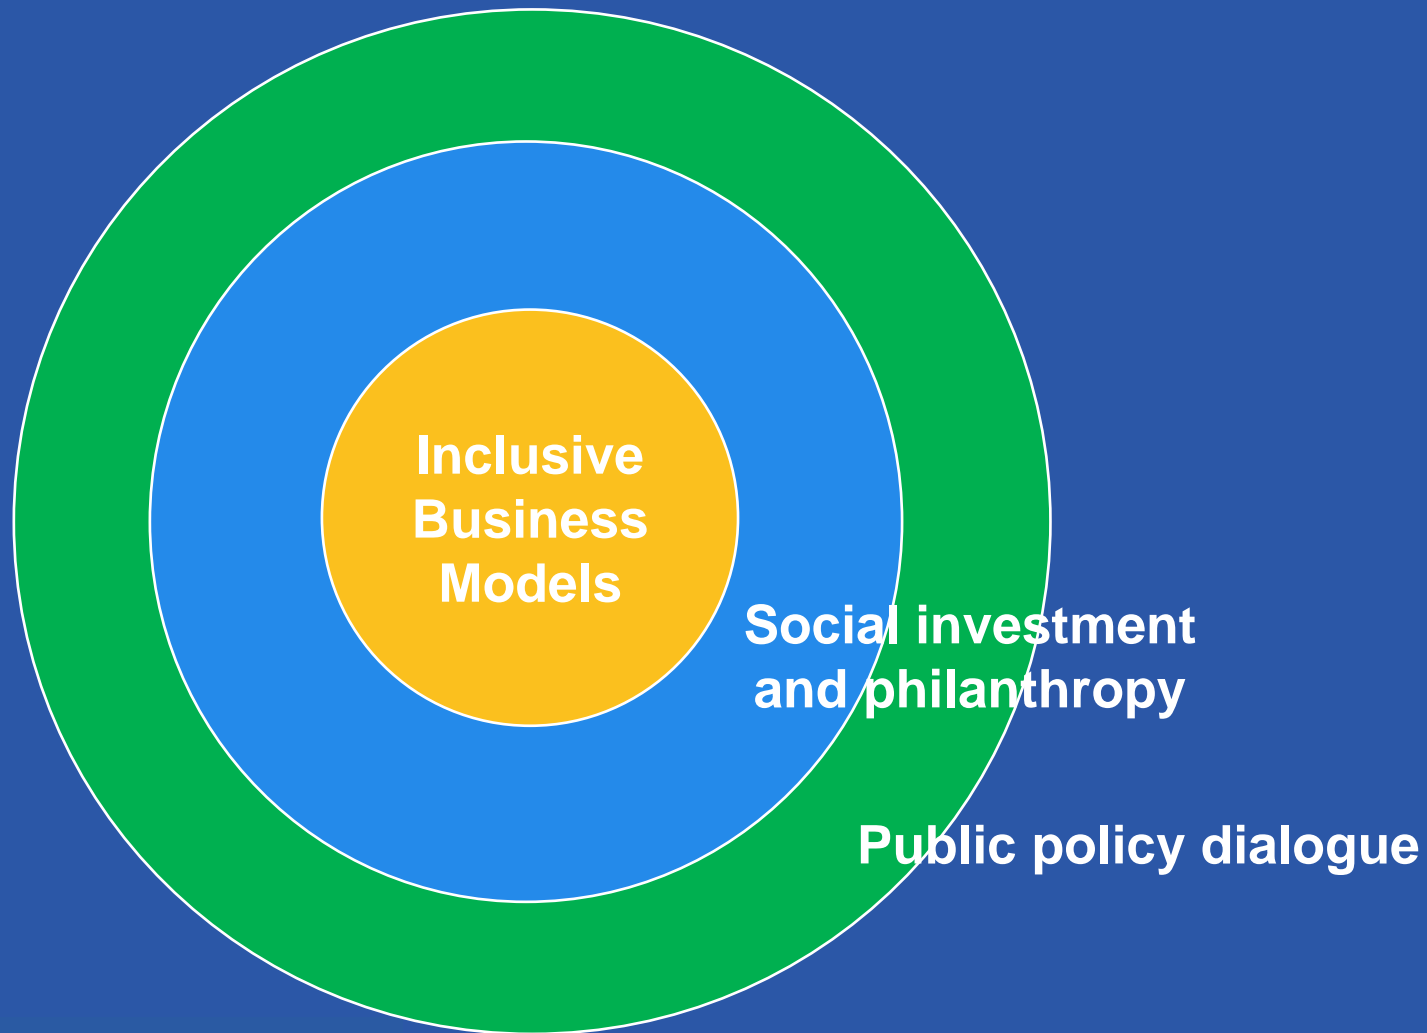 Inclusive
Business
Models
Social investment
and philanthropy
Public policy dialogue